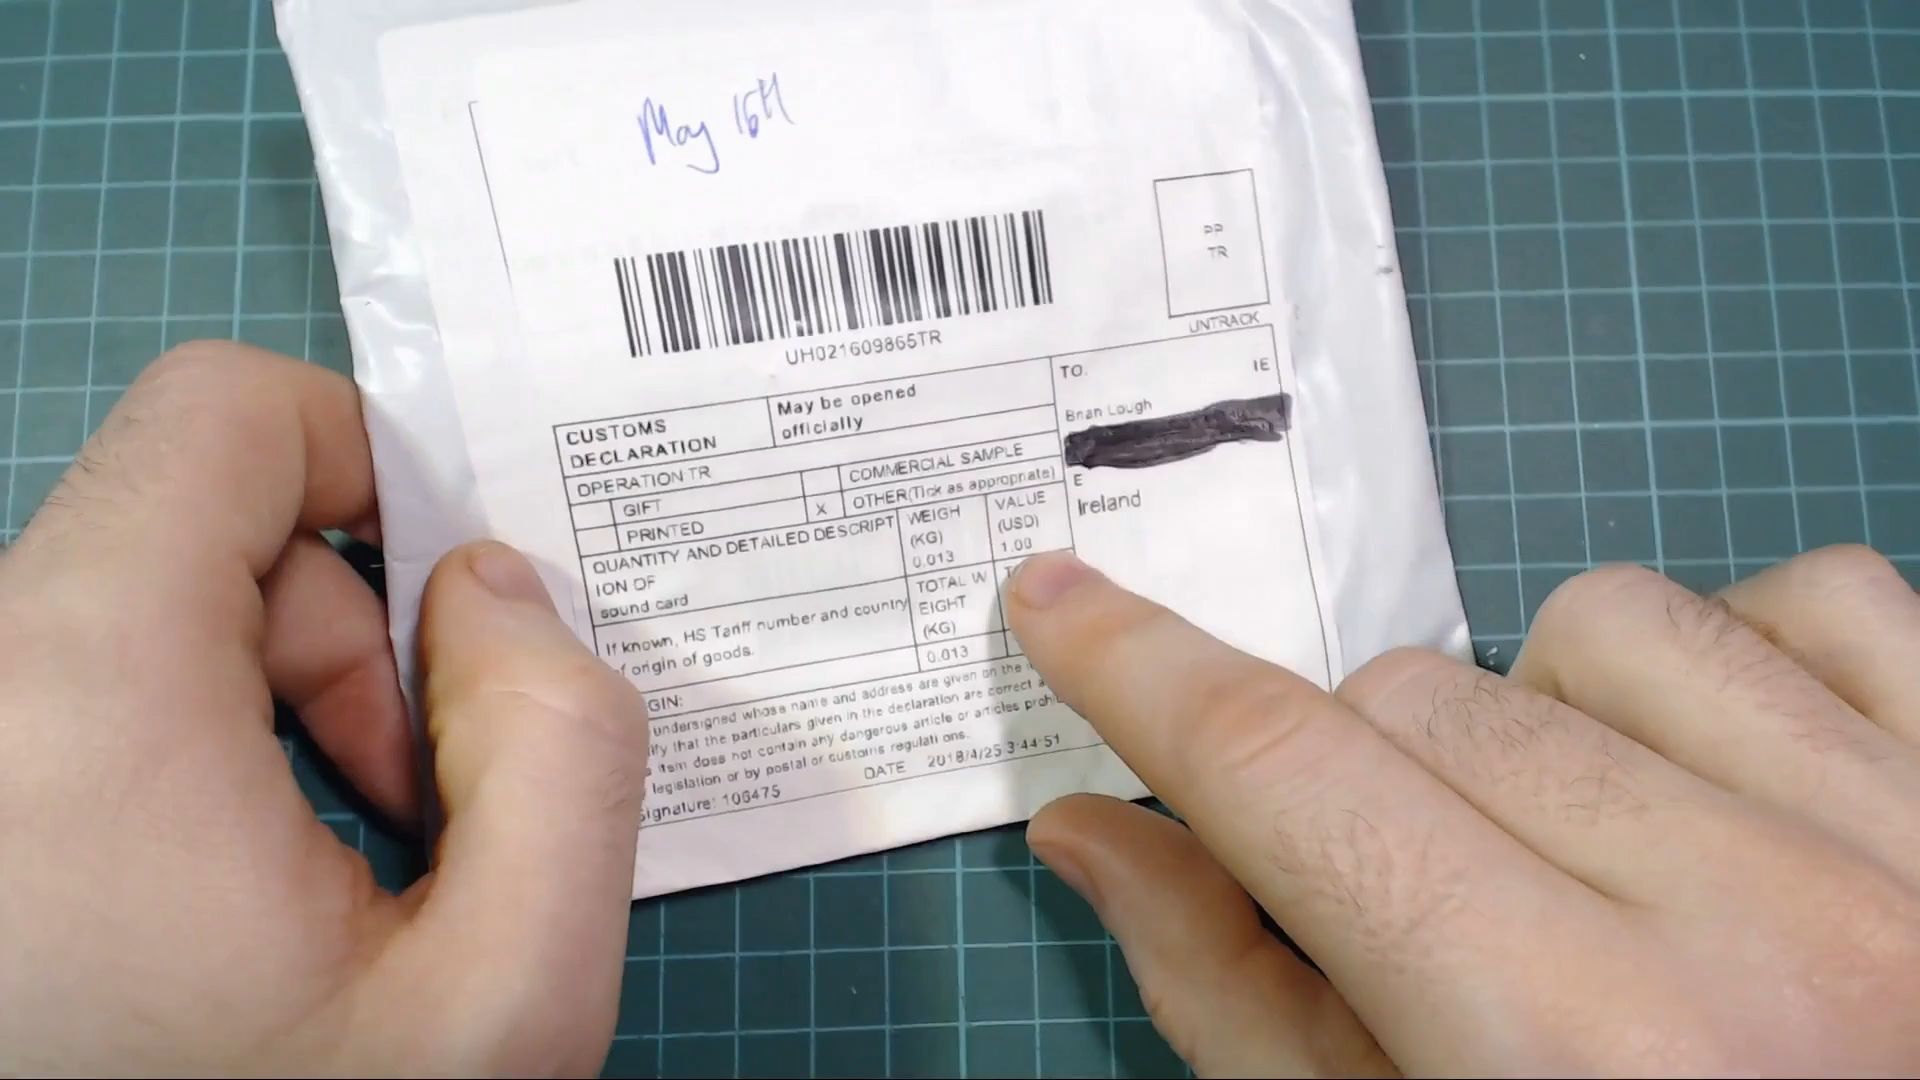 May 16th
UH021609865TR
PP
TR
UNTRACK
CUSTOMS
DECLARATION
May be opened
officially
TO. IE
Brian Lough
E
Ireland
OPERATION TR
COMMERCIAL SAMPLE
GIFT
X OTHER(Tick as appropriate)
PRINTED
QUANTITY AND DETAILED DESCRIPT
ION OF
sound card
WEIGH
(KG)
0.013
VALUE
(USD)
If known, HS Tariff number and country
of origin of goods.
TOTAL W
EIGHT
(KG)
0.013
GIN:
undersigned whose name and address are given on the
ify that the particulars given in the declaration are correct a
item does not contain any dangerous article or articles prohi
legislation or by postal or customs regulations.
Signature: 106475
DATE 2018/4/25 3:44:51